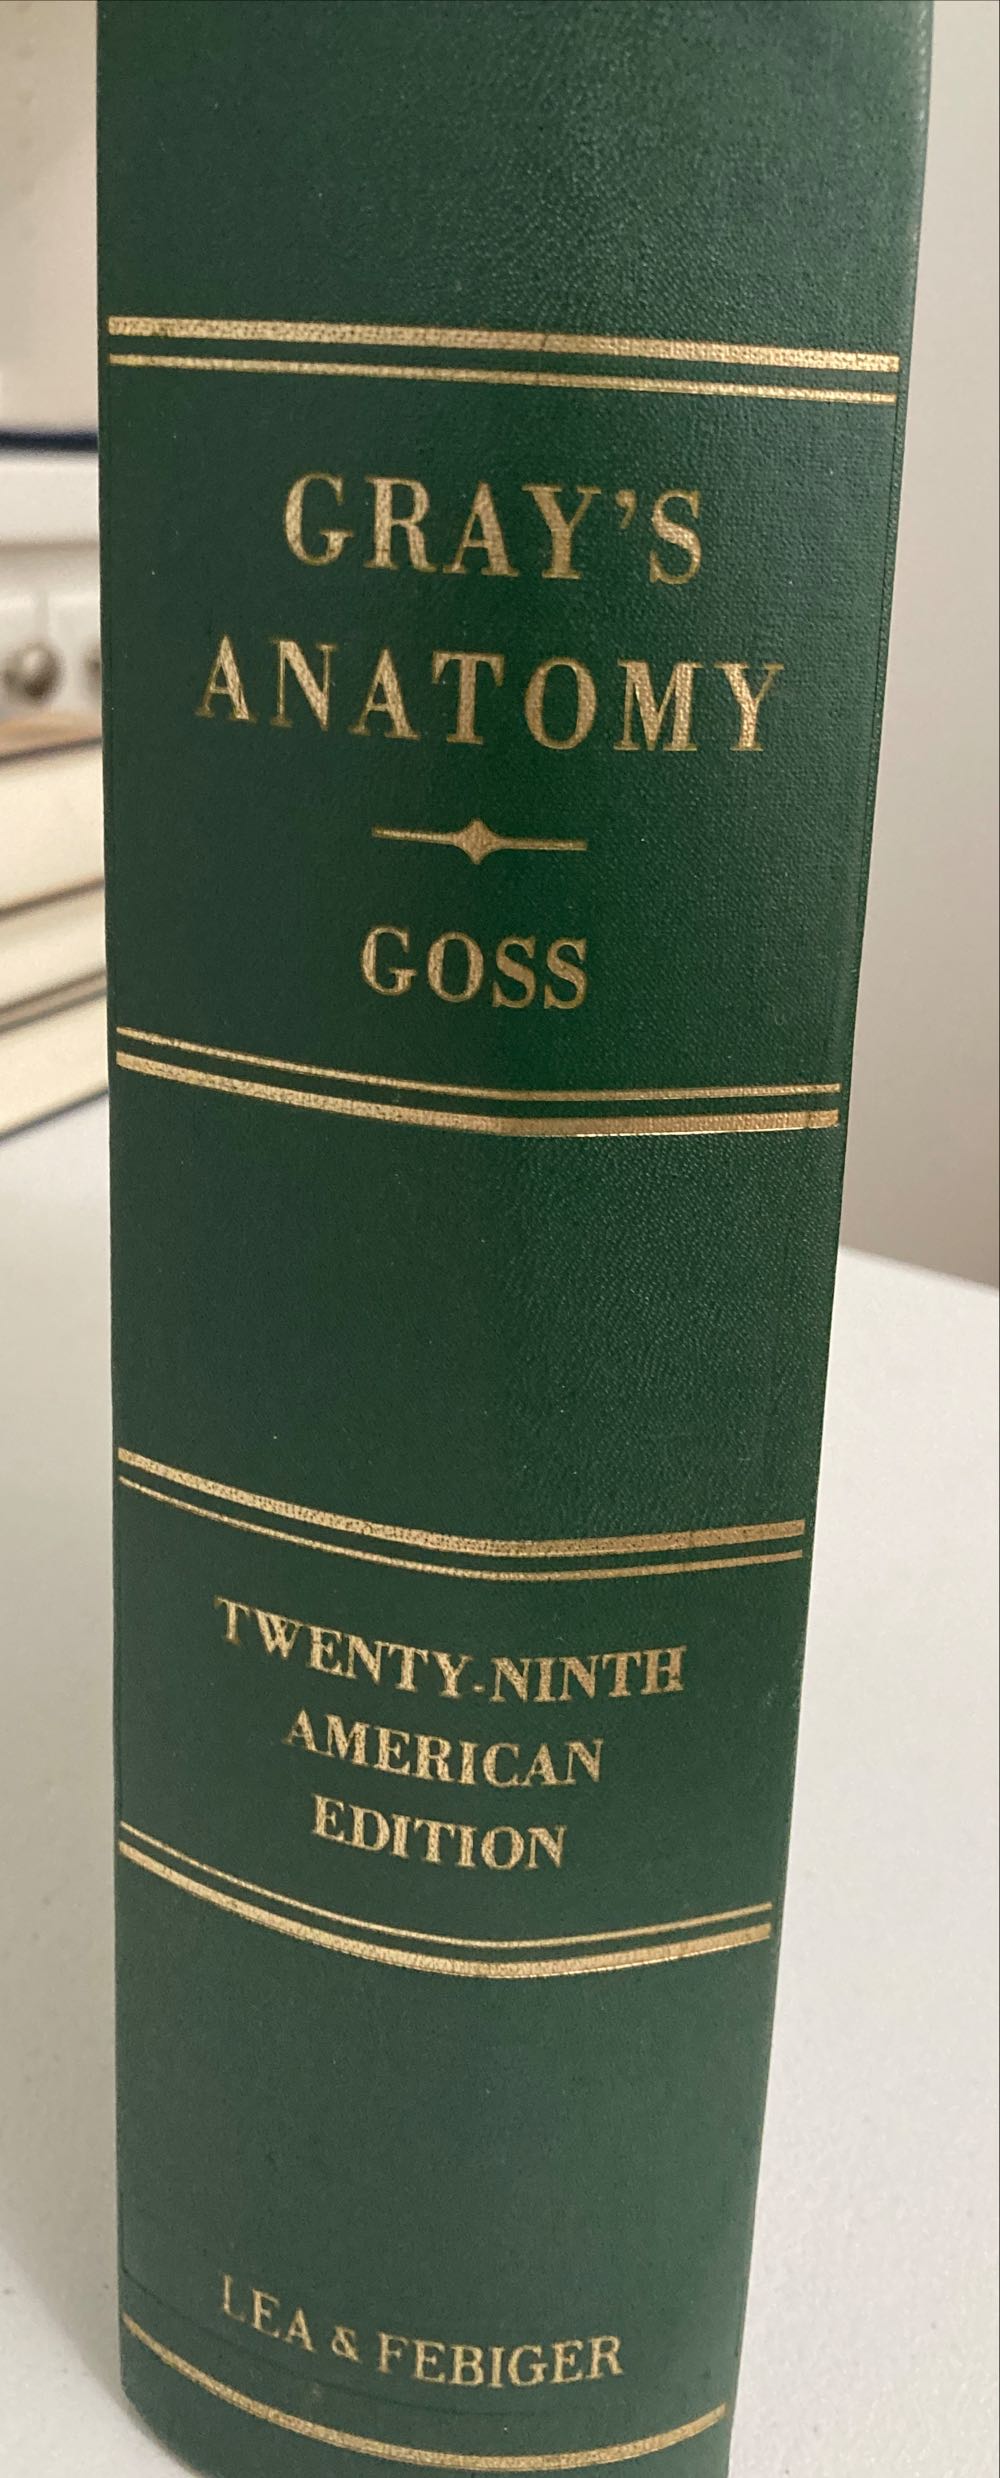 GRAY'S
ANATOMY
GOSS
TWENTY-NINTH
AMERICAN
EDITION
LEA & FEBIGER